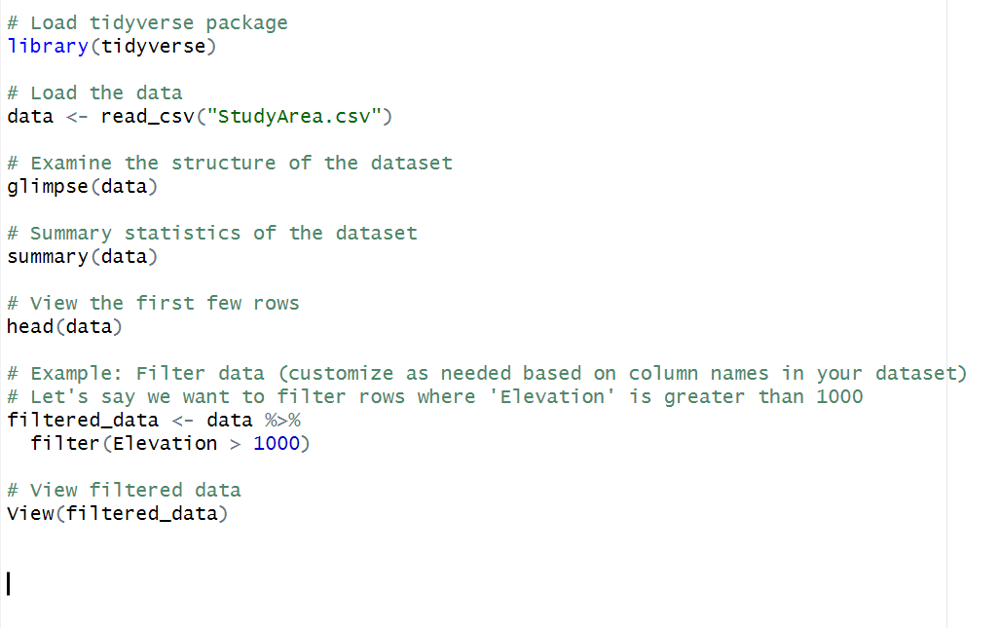 # Load tidyverse package
library(tidyverse)
# Load the data
data <- read_csv("StudyArea.csv")
# Examine the structure of the dataset
glimpse(data)
# Summary statistics of the dataset
summary(data)
# View the first few rows
head(data)
# Example: Filter data (customize as needed based on column names in your dataset)
# Let's say we want to filter rows where 'Elevation' is greater than 1000
filtered_data <- data %>%
  filter(Elevation > 1000)
# View filtered data
View(filtered_data)